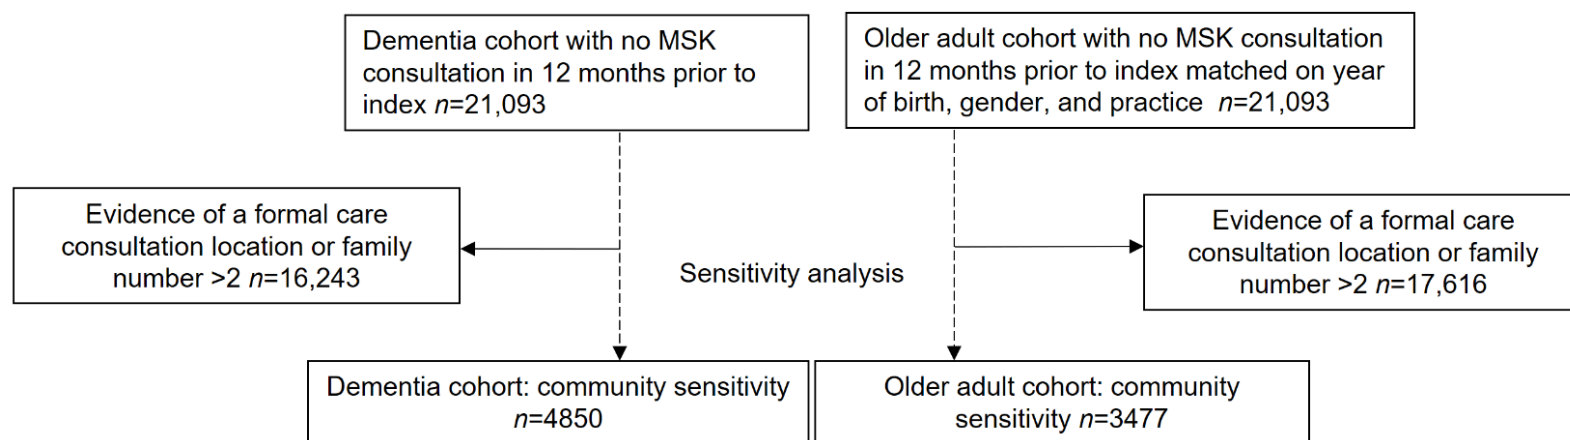 Dementia cohort with no MSK
consultation in 12 months prior to
index n=21,093
Older adult cohort with no MSK consultation
in 12 months prior to index matched on year
of birth, gender, and practice n=21,093
Evidence of a formal care
consultation location or family
number >2 n=16,243
Sensitivity analysis
Evidence of a formal care
consultation location or family
number >2 n=17,616
Dementia cohort: community sensitivity
n=4850
Older adult cohort: community
sensitivity n=3477